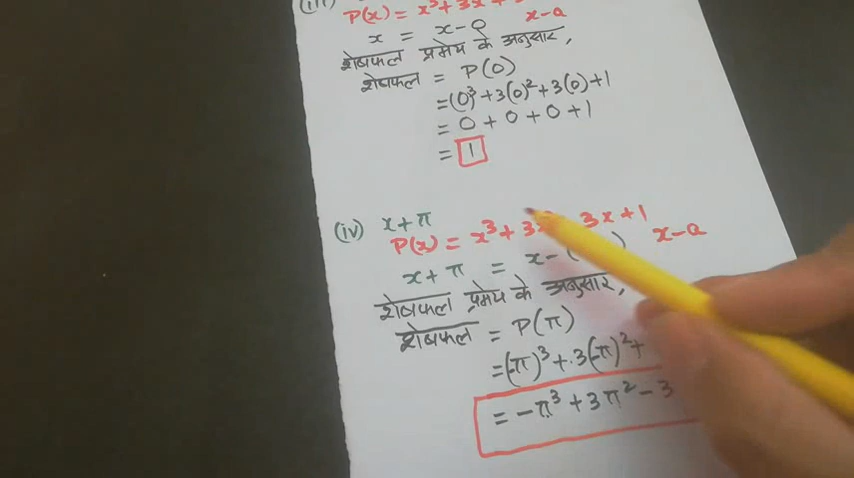 (iii)
P(x) = x³ + 3x +
x-a
x = x-0
शेषफल प्रमेय के अनुसार,
शेषफल = P(0)
=(0)³+3(0)²+3(0)+1
= 0 + 0 + 0 + 1
= 1
(iv) x+π
P(x) = x³ + 3x 3x+1
x-a
x+π = x-(
शेषफल प्रमेय के अनुसार,
शेषफल = P(π)
=(-π)³+3(-π)²+
= -π³+3π²-3